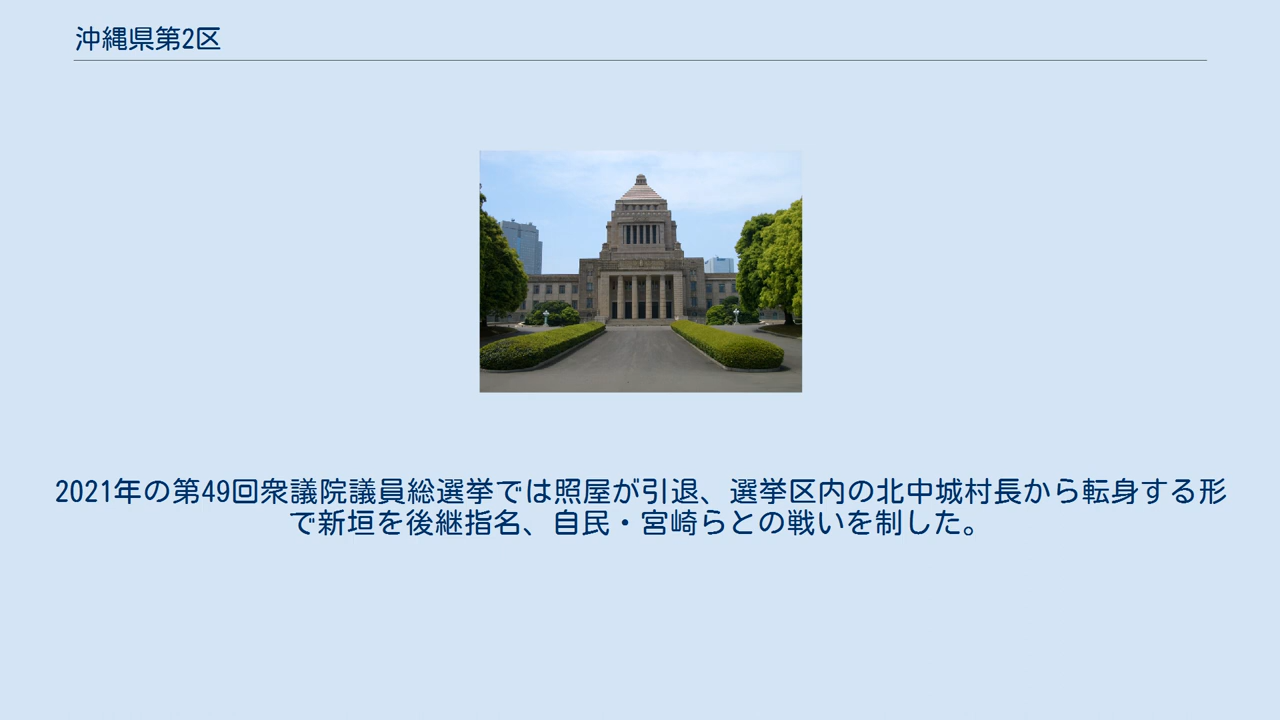 沖縄県第2区
2021年の第49回衆議院議員総選挙では照屋が引退、選挙区内の北中城村長から転身する形
で新垣を後継指名、自民・宮崎らとの戦いを制した。